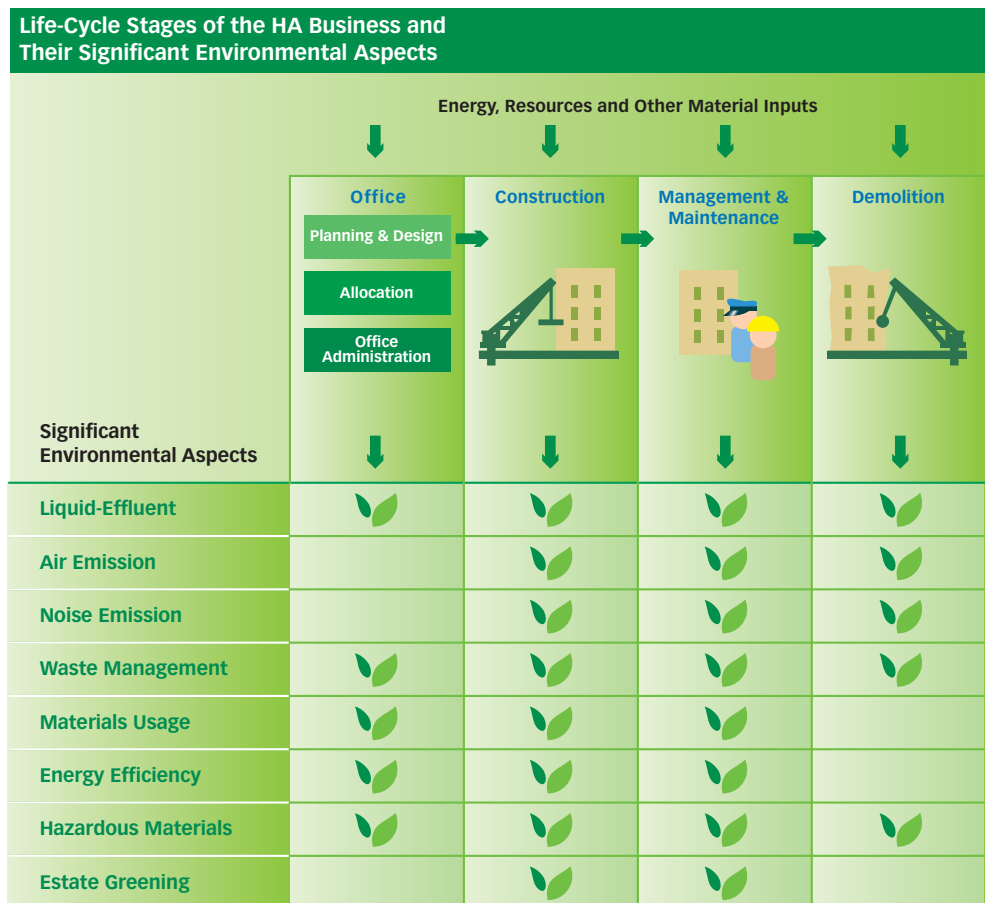 Life-Cycle Stages of the HA Business and
Their Significant Environmental Aspects
Energy, Resources and Other Material Inputs
Office
Planning & Design
Allocation
Office
Administration
Construction
Management &
Maintenance
Demolition
Significant
Environmental Aspects
Liquid-Effluent
Air Emission
Noise Emission
Waste Management
Materials Usage
Energy Efficiency
Hazardous Materials
Estate Greening